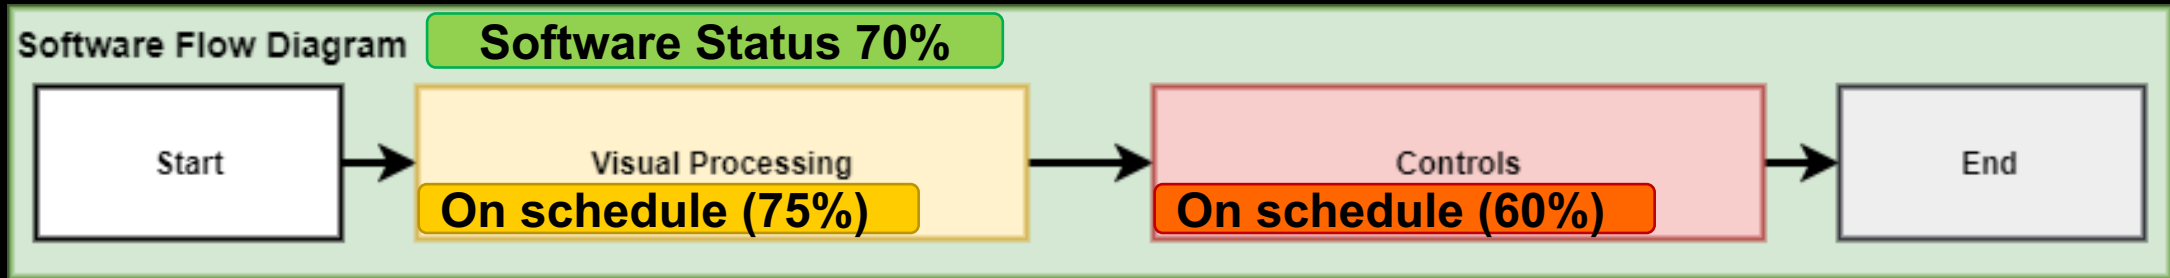 Software Flow Diagram
Software Status 70%
Start
Visual Processing
On schedule (75%)
Controls
On schedule (60%)
End